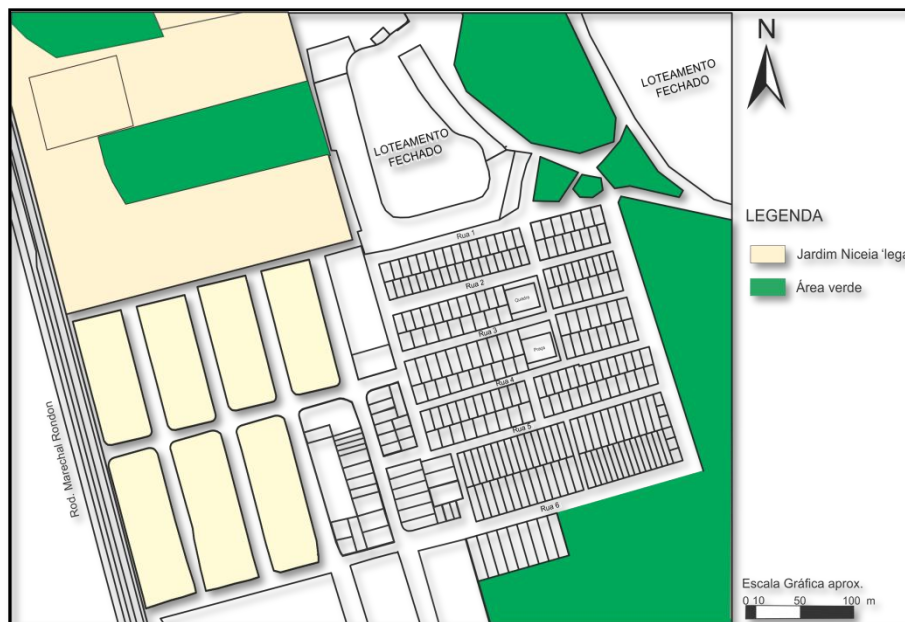 N
LOTEAMENTO
FECHADO
LOTEAMENTO
FECHADO
Rod. Marechal Rondon
Rua 1
Rua 2
Quadra
Rua 3
Praça
Rua 4
Rua 5
Rua 6
LEGENDA
Jardim Niceia 'lega
Área verde
Escala Gráfica aprox.
0 10 50 100 m